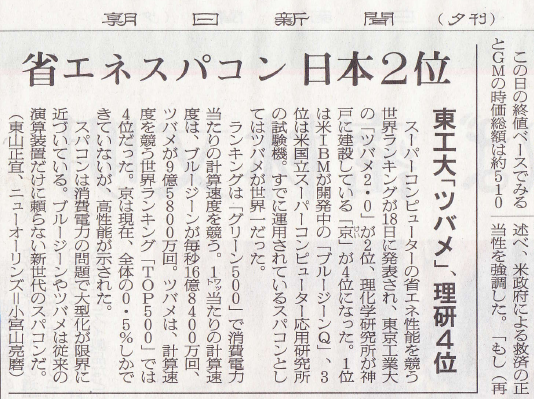 朝日新聞
(夕刊)
省エネスパコン 日本2位
東工大「ツバメ」、理研4位
スーパーコンピューターの省エネ性能を競う
世界ランキングが18日に発表され、東京工業大
の「ツバメ2・0」が2位、理化学研究所が神
戸に建設している「京」が4位になった。1位
は米IBMが開発中の「ブルージーンQ」、3
位は米国立スーパーコンピューター応用研究所
の試験機。すでに運用されているスパコンとし
てはツバメが世界一だった。
ランキングは「グリーン500」で消費電力
当たりの計算速度を競う。1ワット当たりの計算速
度は、ブルージーンが毎秒16億8400万回、
ツバメが9億5800万回。ツバメは、計算速
度を競う世界ランキング「TOP500」では
4位だった。京は現在、全体の0・5%しかで
きていないが、高性能が示された。
スパコンは消費電力の問題で大型化が限界に
近づいている。ブルージーンやツバメは従来の
演算装置だけに頼らない新世代のスパコンだ。
(東山正宜、ニューオーリンズ=小宮山亮磨)
この日の終値ベースでみる
とGMの時価総額は約510
述べ、米政府による救済の正
当性を強調した。「もし(再